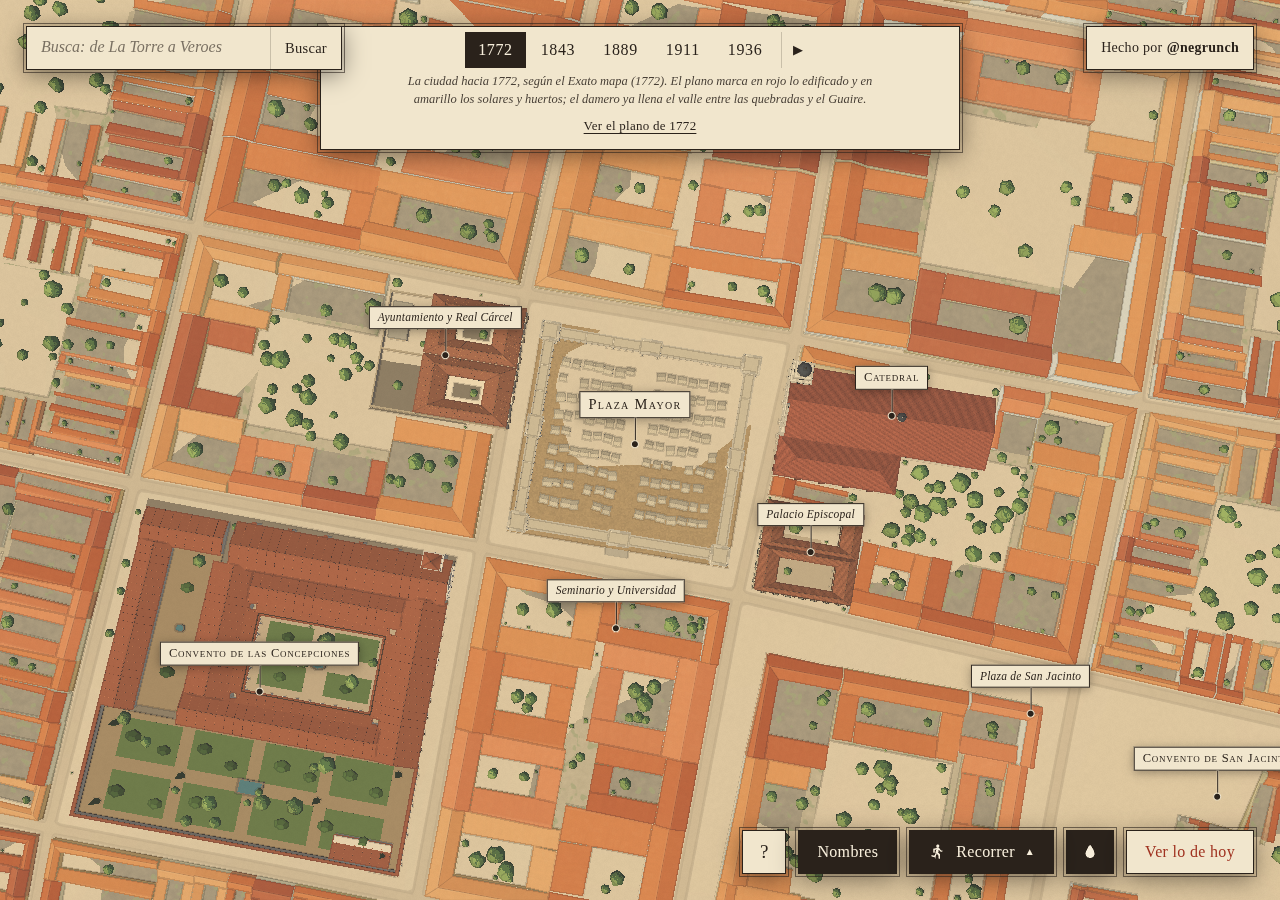 Busca: de La Torre a Veroes
Buscar
1772 1843 1889 1911 1936 ▶
La ciudad hacia 1772, según el Exato mapa (1772). El plano marca en rojo lo edificado y en
amarillo los solares y huertos; el damero ya llena el valle entre las quebradas y el Guaire.
Ver el plano de 1772
Hecho por @negrunch
Ayuntamiento y Real Cárcel
Plaza Mayor
Catedral
Palacio Episcopal
Seminario y Universidad
Convento de las Concepciones
Plaza de San Jacinto
Convento de San Jacint
?
Nombres
Recorrer ▲
Ver lo de hoy